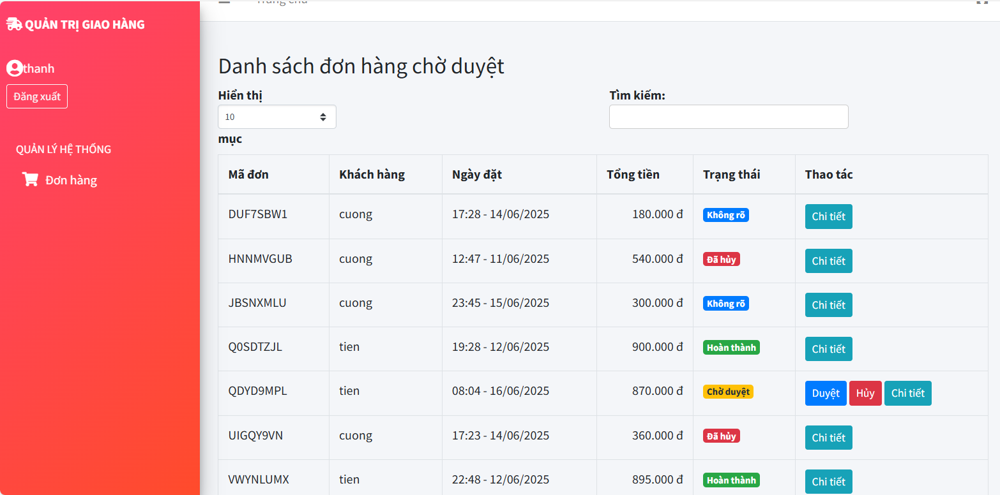 Trang chủ
QUẢN TRỊ GIAO HÀNG
thanh
Đăng xuất
QUẢN LÝ HỆ THỐNG
Đơn hàng
Danh sách đơn hàng chờ duyệt
Hiển thị
10
mục
Tìm kiếm:
Mã đơn Khách hàng Ngày đặt Tổng tiền Trạng thái Thao tác
DUF7SBW1 cuong 17:28 - 14/06/2025 180.000 đ Không rõ Chi tiết
HNNMVGUB cuong 12:47 - 11/06/2025 540.000 đ Đã hủy Chi tiết
JBSNXMLU cuong 23:45 - 15/06/2025 300.000 đ Không rõ Chi tiết
Q0SDTZJL tien 19:28 - 12/06/2025 900.000 đ Hoàn thành Chi tiết
QDYD9MPL tien 08:04 - 16/06/2025 870.000 đ Chờ duyệt Duyệt Hủy Chi tiết
UIGQY9VN cuong 17:23 - 14/06/2025 360.000 đ Đã hủy Chi tiết
VWYNLUMX tien 22:48 - 12/06/2025 895.000 đ Hoàn thành Chi tiết